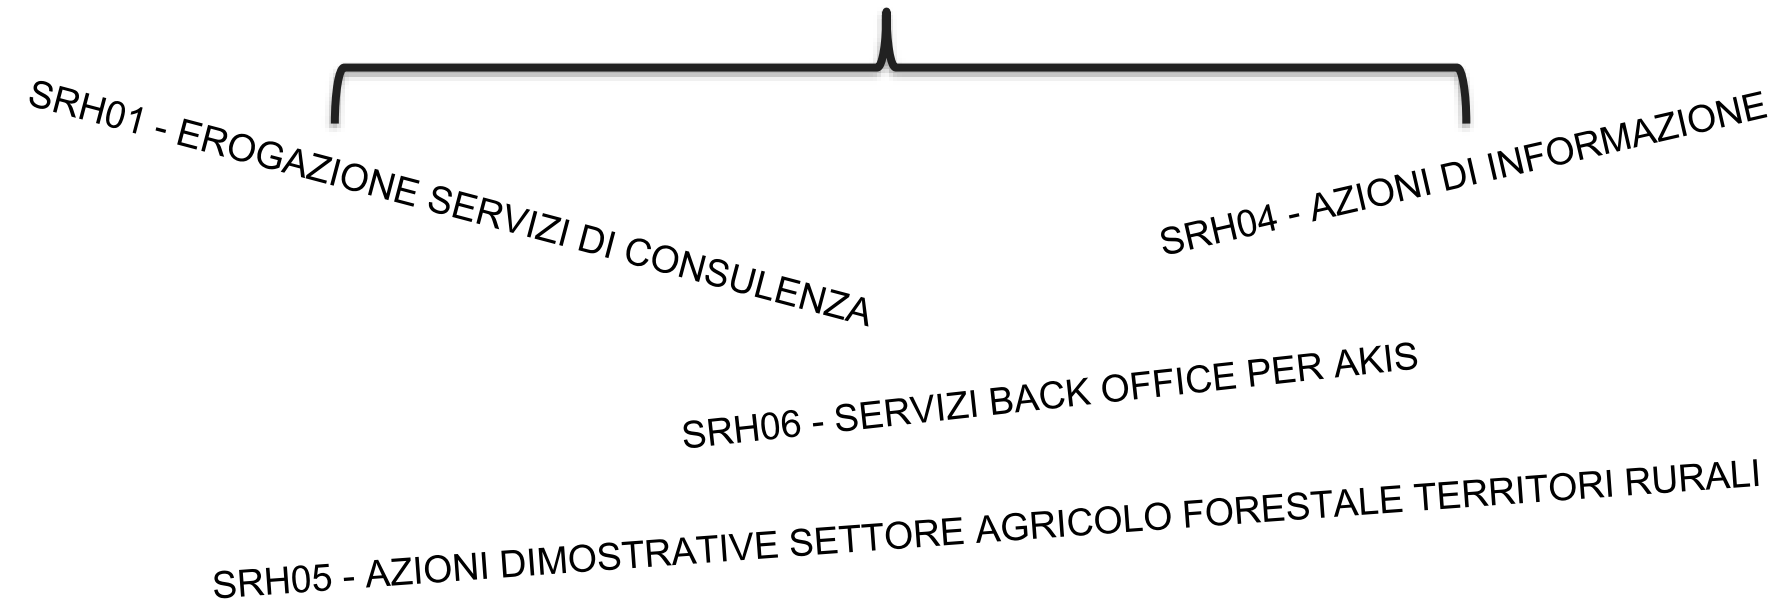 SRH01 - EROGAZIONE SERVIZI DI CONSULENZA
SRH04 - AZIONI DI INFORMAZIONE
SRH06 - SERVIZI BACK OFFICE PER AKIS
SRH05 - AZIONI DIMOSTRATIVE SETTORE AGRICOLO FORESTALE TERRITORI RURALI